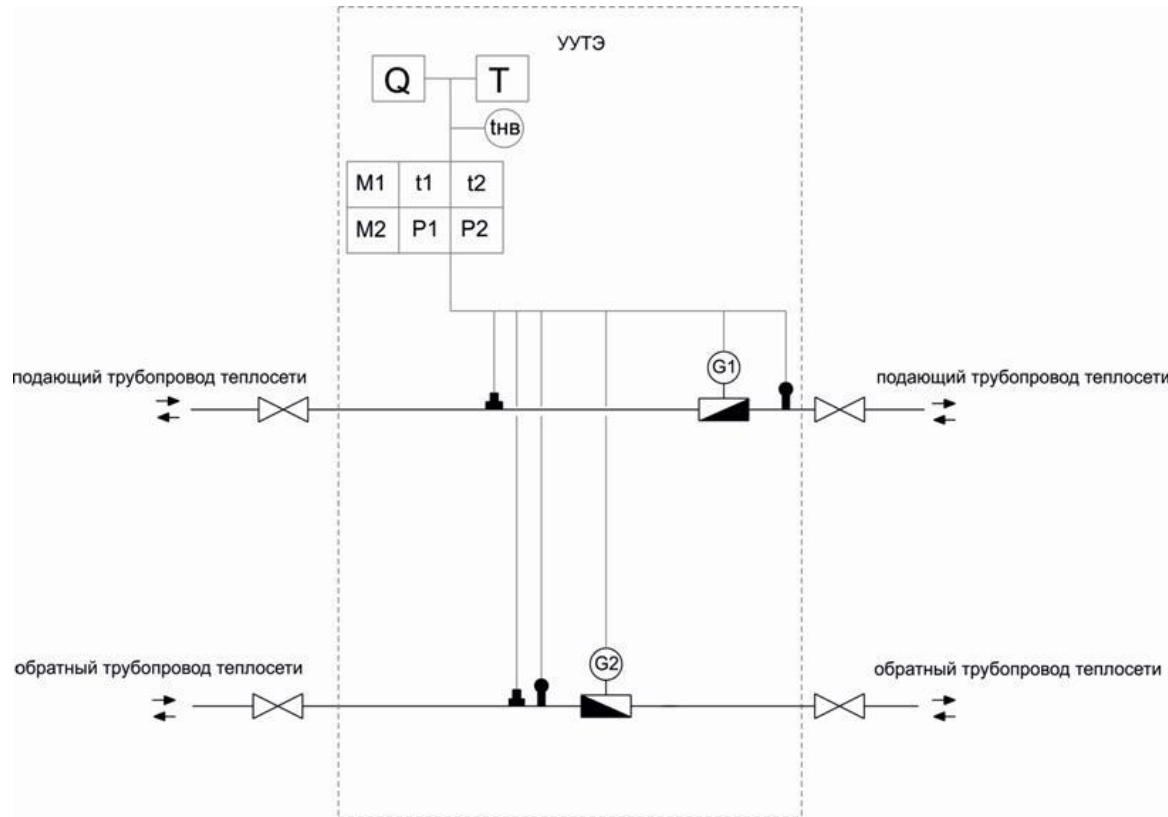 УУТЭ
Q T
tнв
M1 t1 t2
M2 P1 P2
G1
подающий трубопровод теплосети
подающий трубопровод теплосети
G2
обратный трубопровод теплосети
обратный трубопровод теплосети